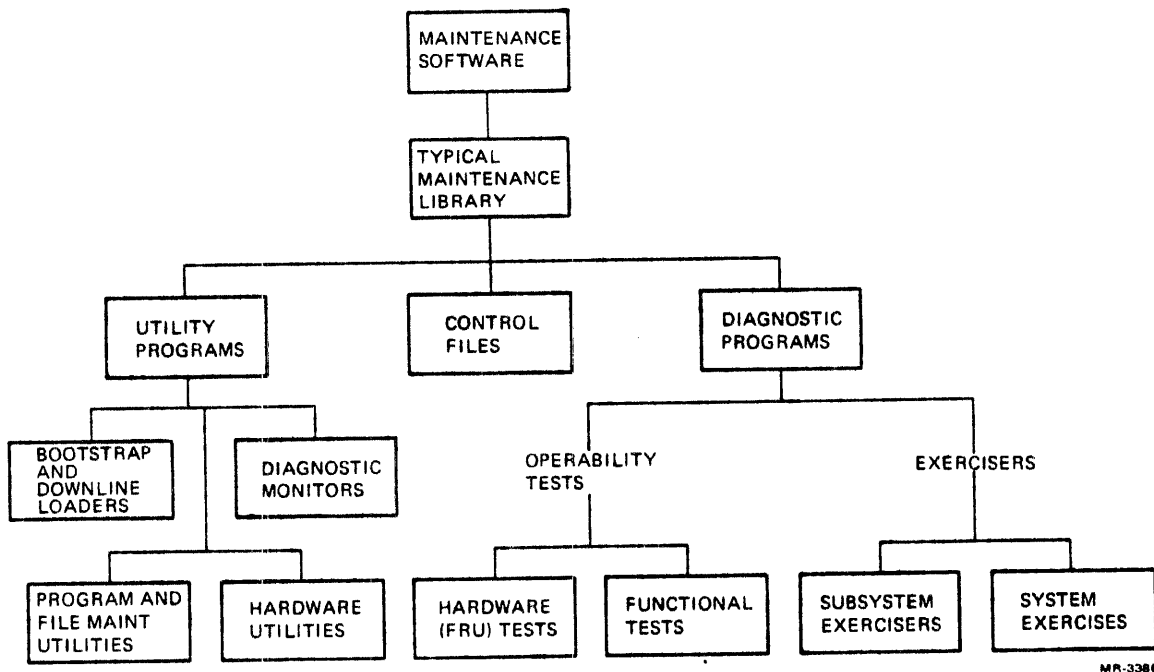 MAINTENANCE
SOFTWARE
TYPICAL
MAINTENANCE
LIBRARY
UTILITY
PROGRAMS
CONTROL
FILES
DIAGNOSTIC
PROGRAMS
BOOTSTRAP
AND
DOWNLINE
LOADERS
DIAGNOSTIC
MONITORS
OPERABILITY
TESTS
EXERCISERS
PROGRAM AND
FILE MAINT
UTILITIES
HARDWARE
UTILITIES
HARDWARE
(FRU) TESTS
FUNCTIONAL
TESTS
SUBSYSTEM
EXERCISERS
SYSTEM
EXERCISES